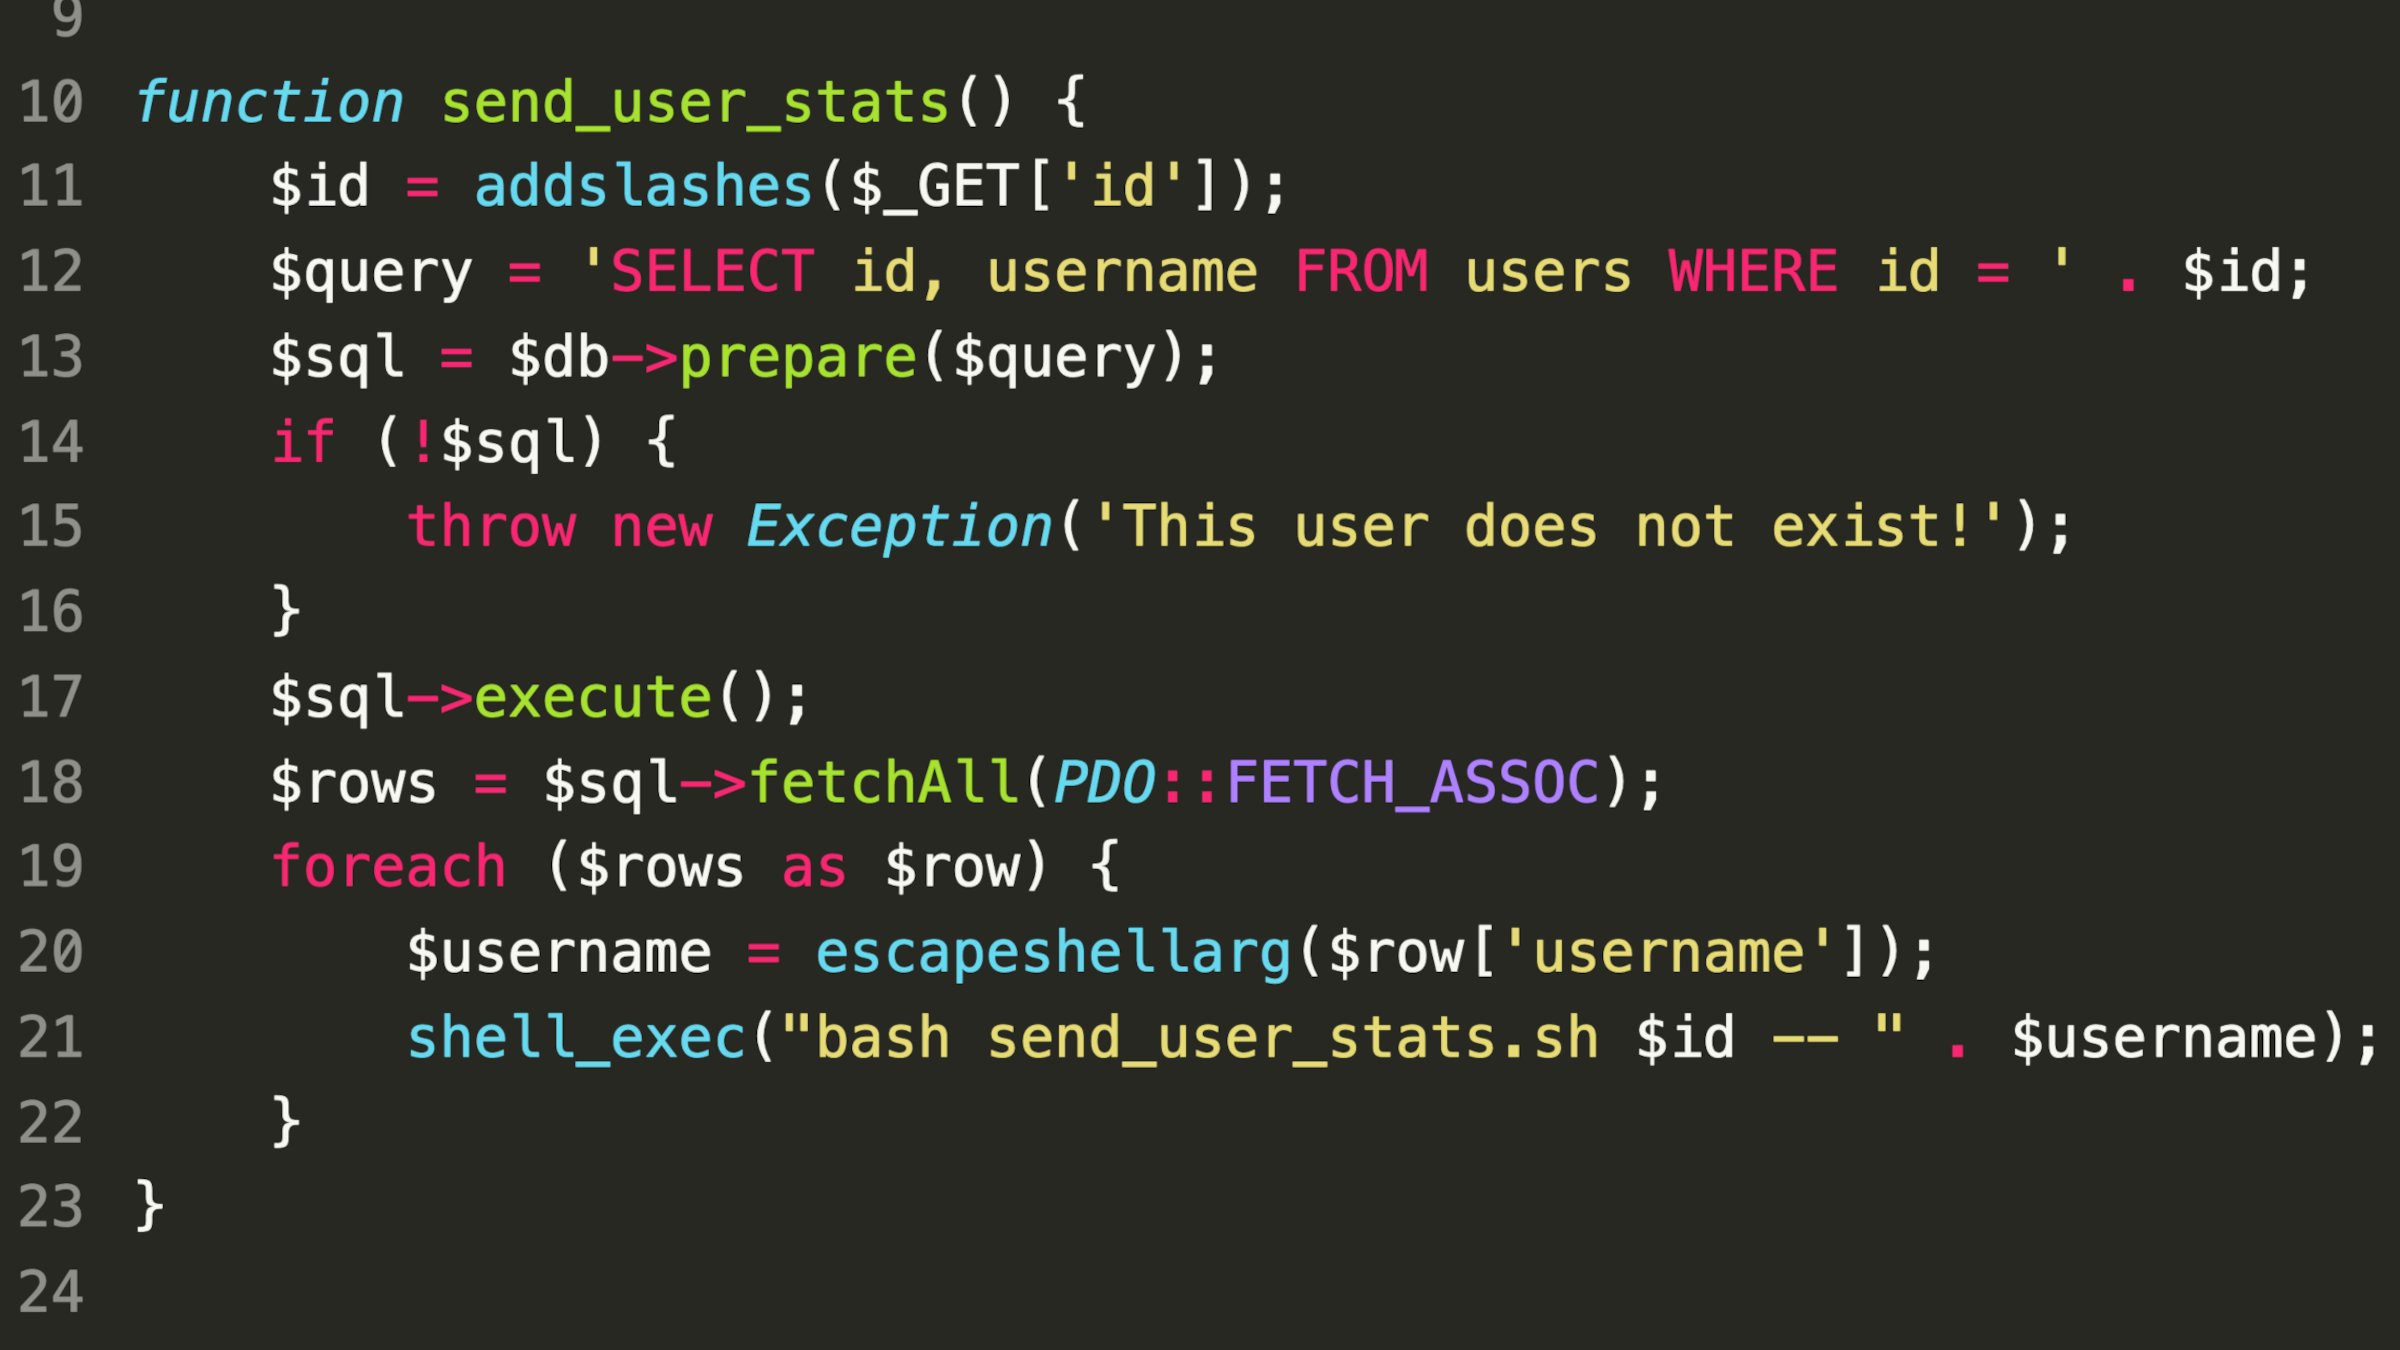 9
10 function send_user_stats() {
11     $id = addslashes($_GET['id']);
12     $query = 'SELECT id, username FROM users WHERE id = ' . $id;
13     $sql = $db->prepare($query);
14     if (!$sql) {
15         throw new Exception('This user does not exist!');
16     }
17     $sql->execute();
18     $rows = $sql->fetchAll(PDO::FETCH_ASSOC);
19     foreach ($rows as $row) {
20         $username = escapeshellarg($row['username']);
21         shell_exec("bash send_user_stats.sh $id -- " . $username);
22     }
23 }
24